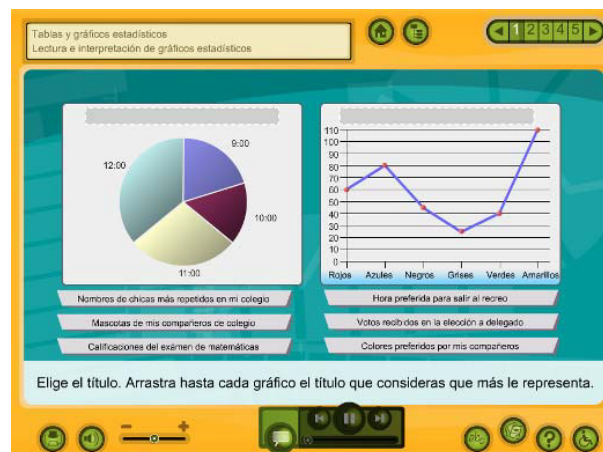 Tablas y gráficos estadísticos
Lectura e interpretación de gráficos estadísticos
1 2 3 4 5
9:00
12:00
10:00
11:00
110
100
90
80
70
60
50
40
30
20
10
0
Rojos Azules Negros Grises Verdes Amarillos
Nombres de chicas más repetidos en mi colegio
Mascotas de mis compañeros de colegio
Calificaciones del exámen de matemáticas
Hora preferida para salir al recreo
Votos recibidos en la elección a delegado
Colores preferidos por mis compañeros
Elige el título. Arrastra hasta cada gráfico el título que consideras que más le representa.
abc
?